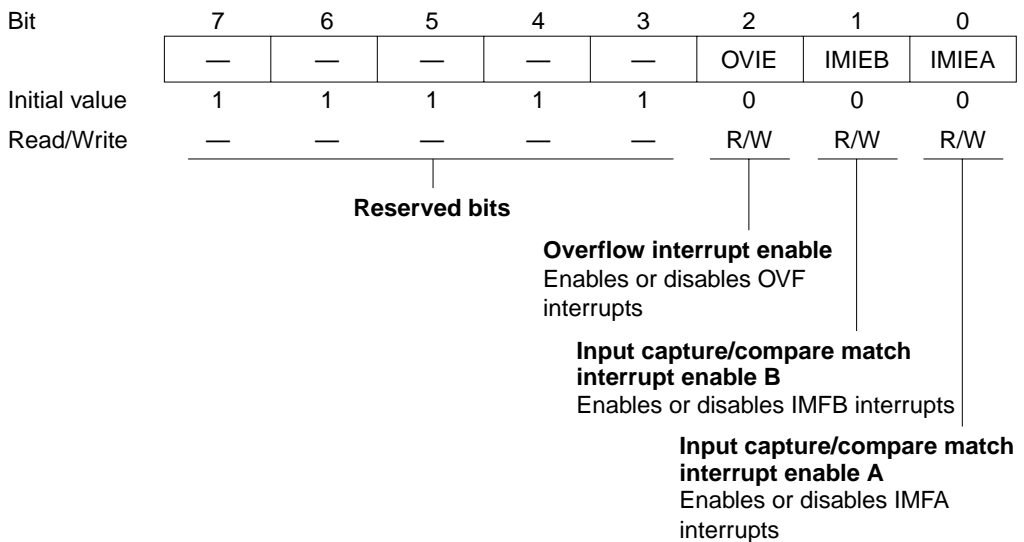 Bit 7 6 5 4 3 2 1 0
— — — — — OVIE IMIEB IMIEA
Initial value 1 1 1 1 1 0 0 0
Read/Write — — — — — R/W R/W R/W
Reserved bits
Overflow interrupt enable
Enables or disables OVF
interrupts
Input capture/compare match
interrupt enable B
Enables or disables IMFB interrupts
Input capture/compare match
interrupt enable A
Enables or disables IMFA
interrupts